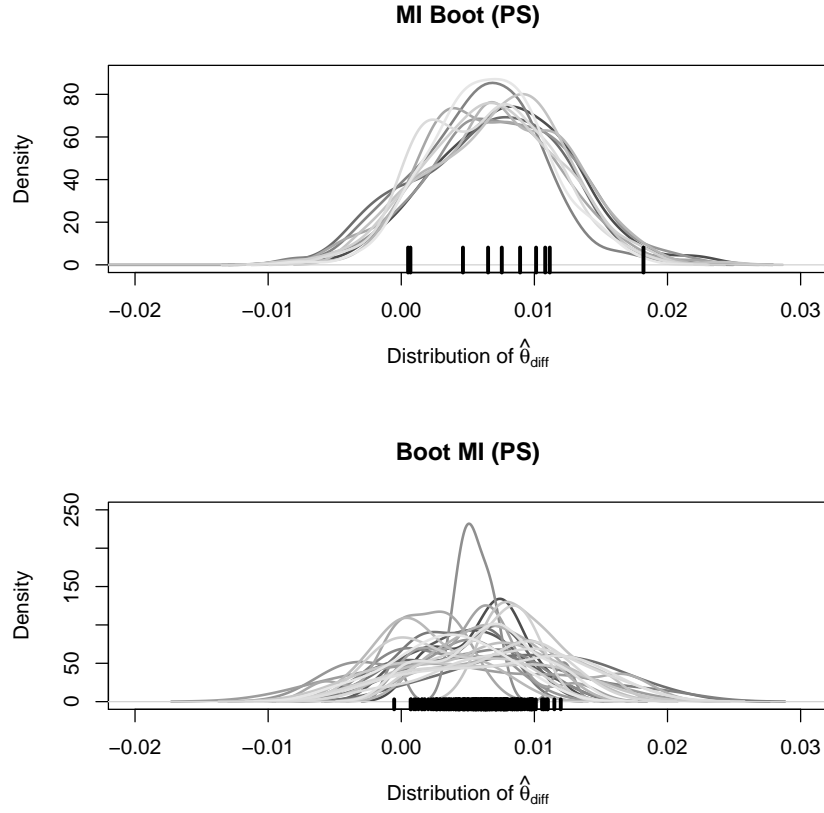 MI Boot (PS)
Density
80
60
40
20
0
−0.02 −0.01 0.00 0.01 0.02 0.03
Distribution of θ̂diff
Boot MI (PS)
Density
250
150
50
0
−0.02 −0.01 0.00 0.01 0.02 0.03
Distribution of θ̂diff